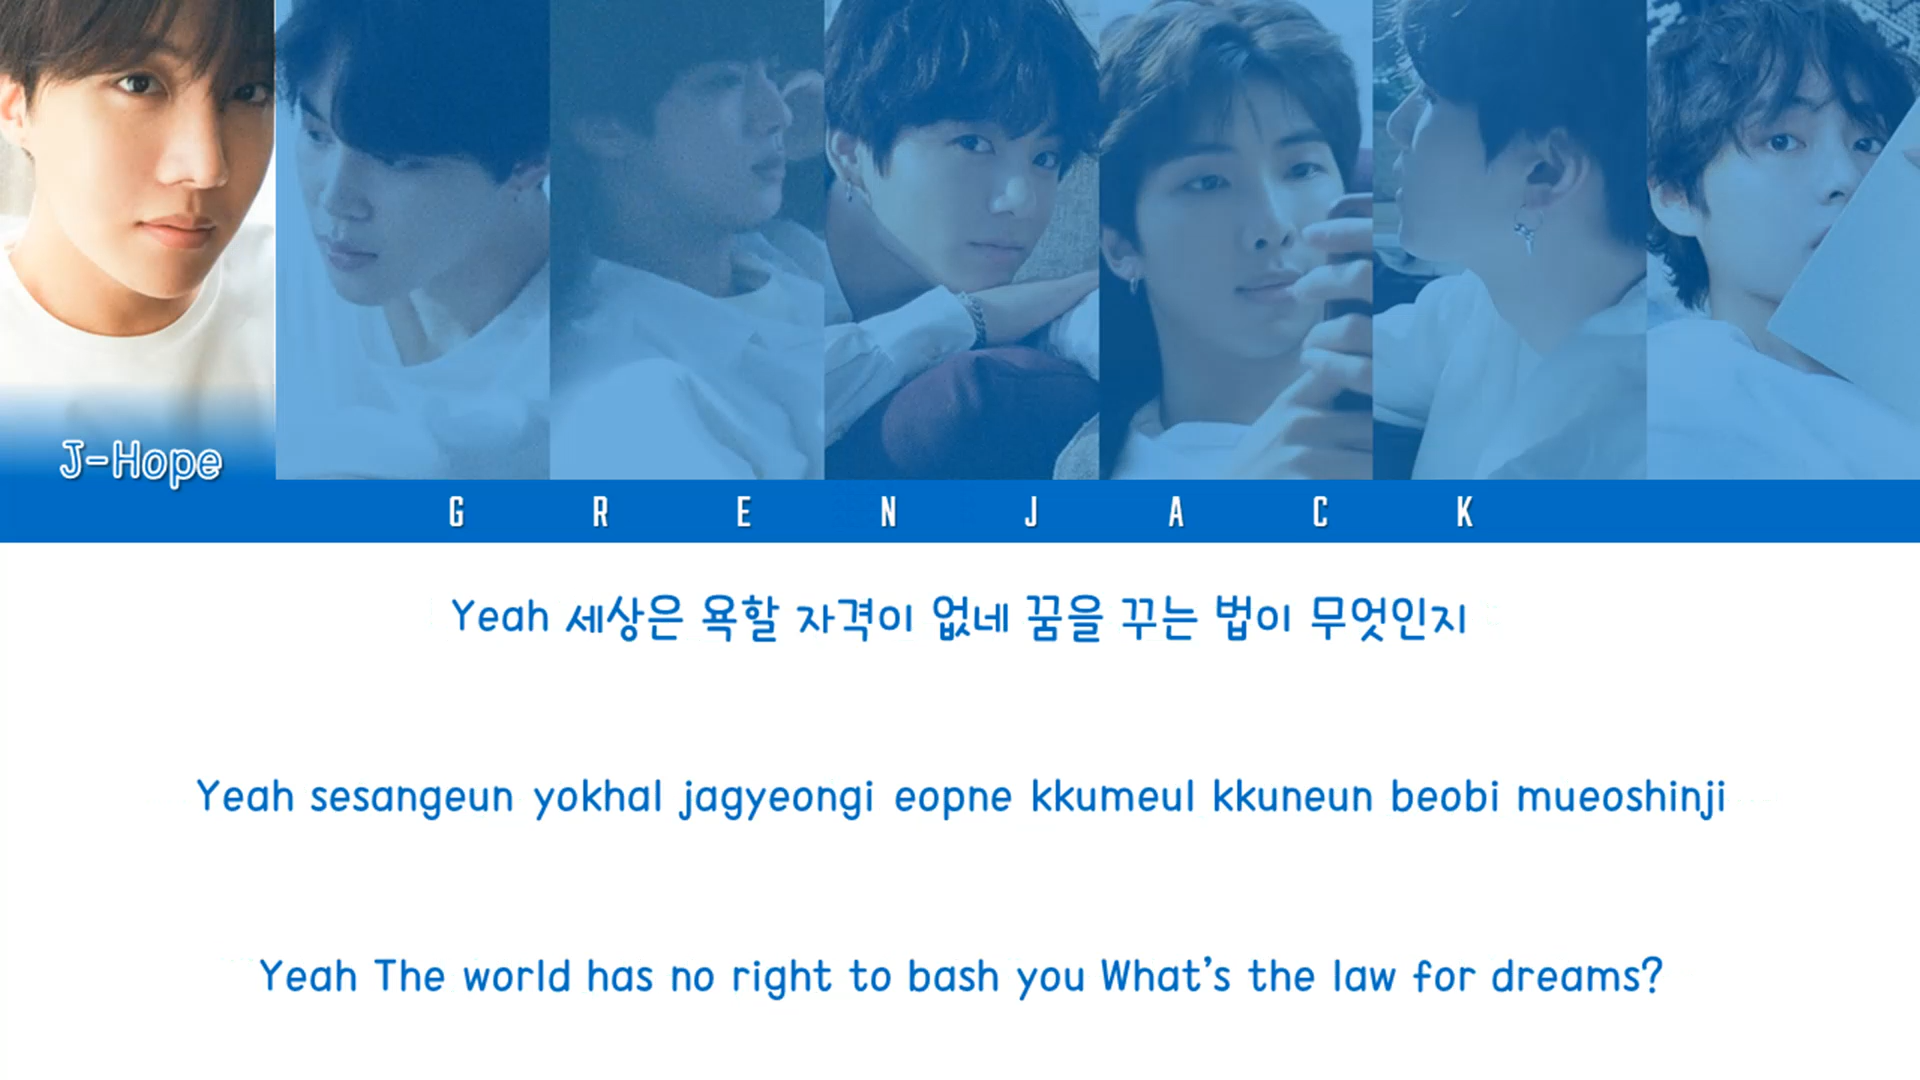 J-Hope
G R E N J A C K
Yeah 세상은 욕할 자격이 없네 꿈을 꾸는 법이 무엇인지
Yeah sesangeun yokhal jagyeongi eopne kkumeul kkuneun beobi mueoshinji
Yeah The world has no right to bash you What's the law for dreams?